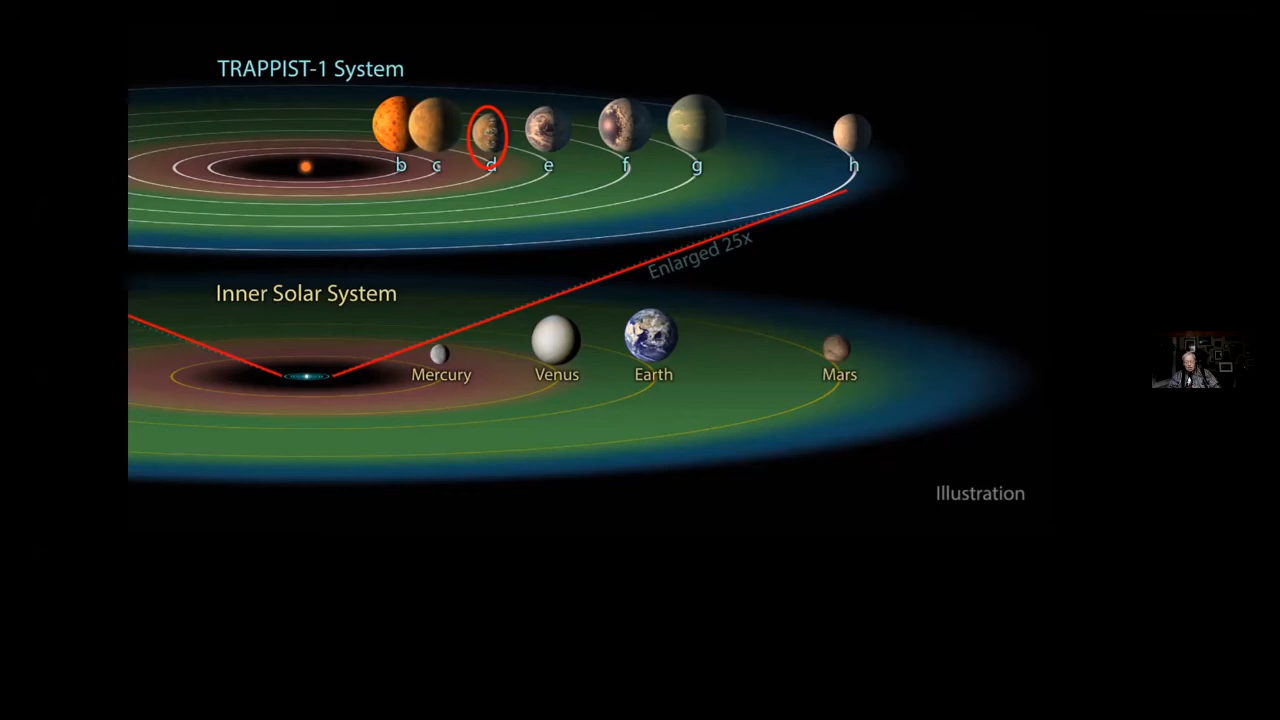 TRAPPIST-1 System
b c d e f g h
Enlarged 25x
Inner Solar System
Mercury Venus Earth Mars
Illustration